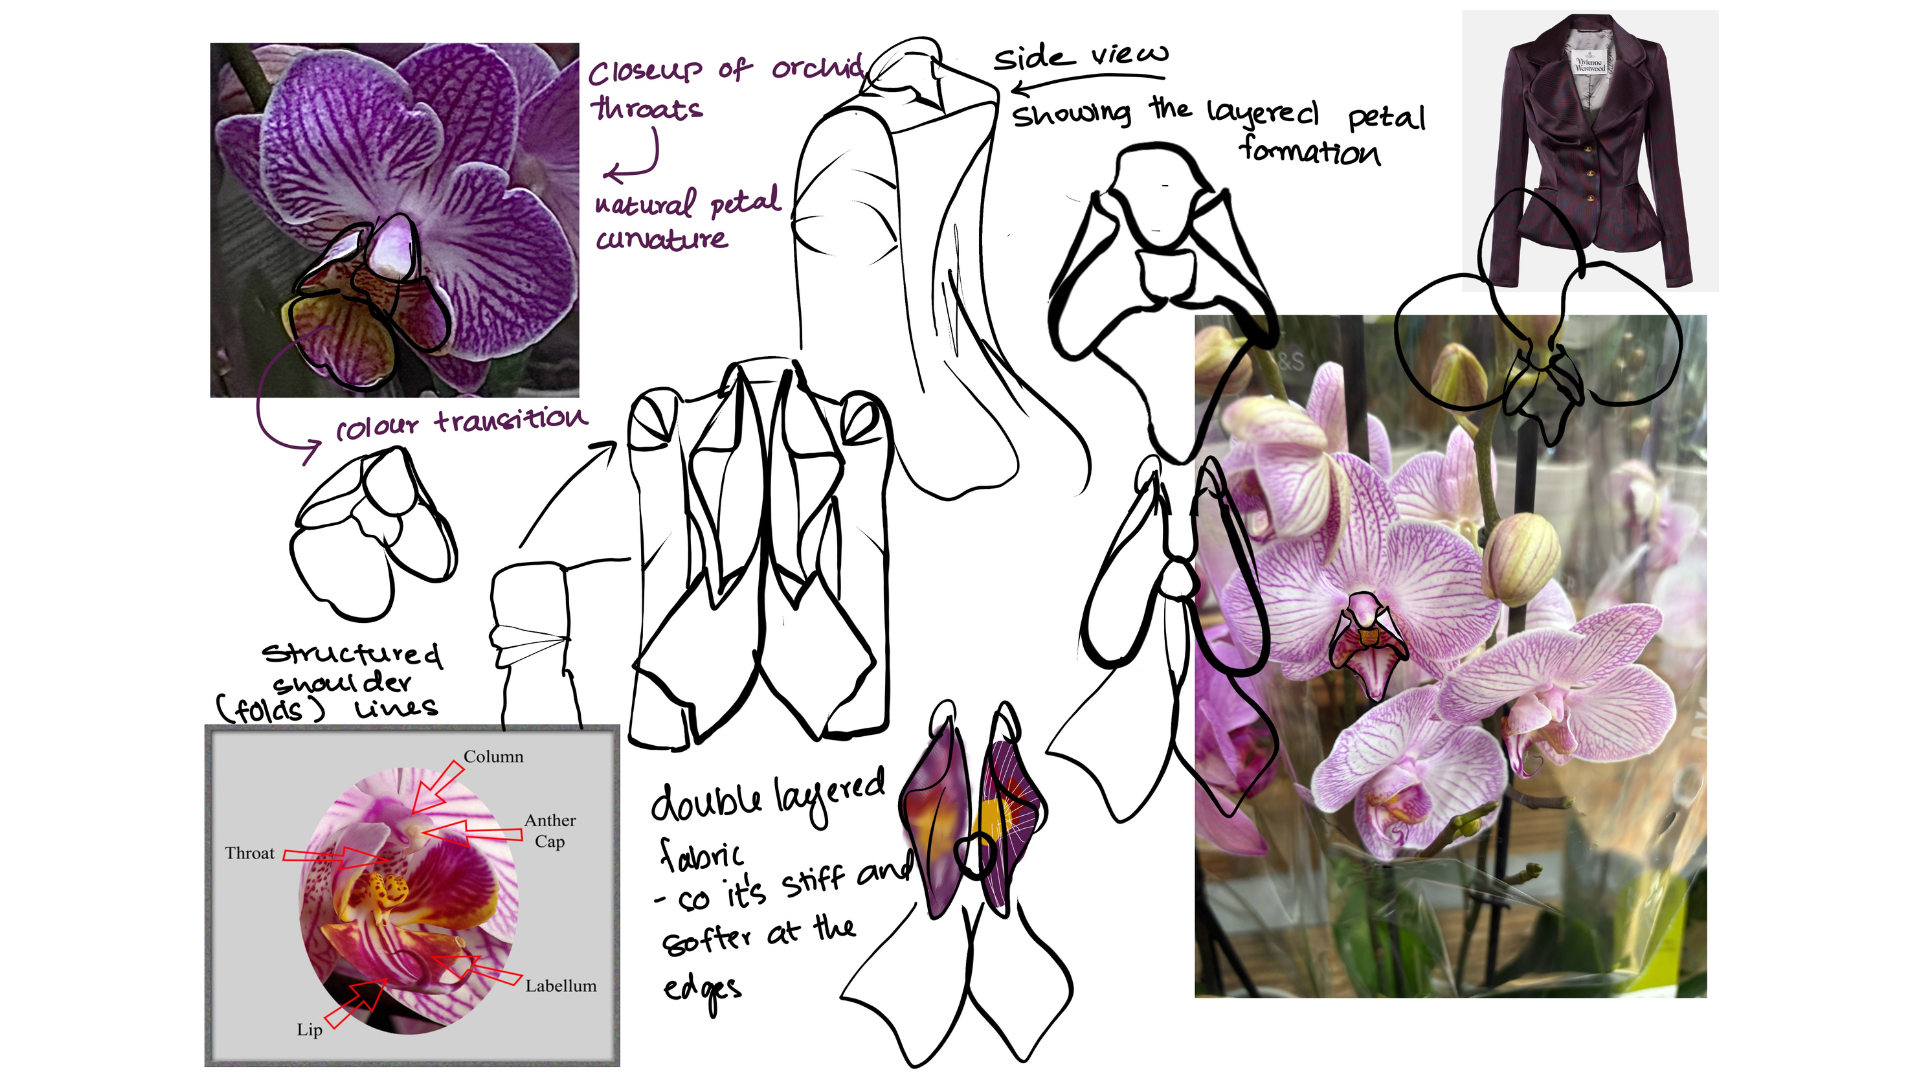 closeup of orchid
throats
natural petal
curvature
side view
showing the layered petal
formation
Vivienne
Westwood
&S
colour transition
structured
shoulder
(folds) lines
Column
Anther
Cap
Throat
Labellum
Lip
double layered
fabric
- so it's stiff and
softer at the
edges